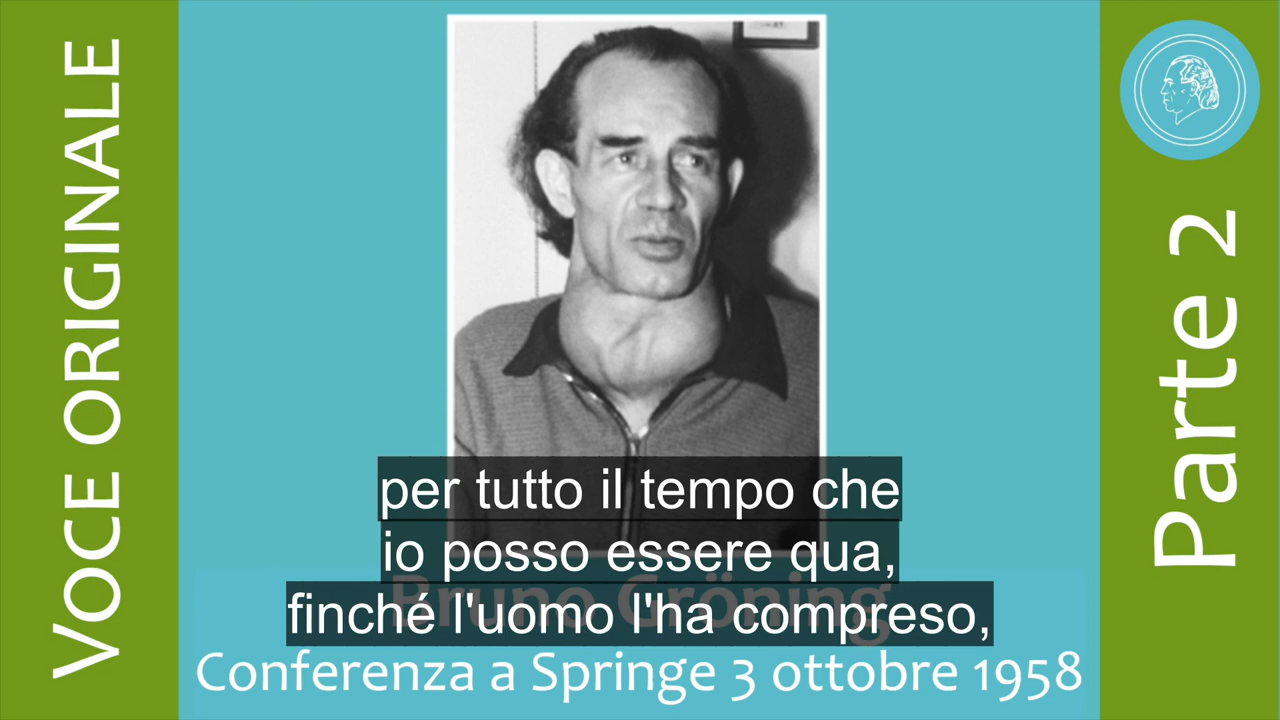 VOCE ORIGINALE
per tutto il tempo che
io posso essere qua,
finché l'uomo l'ha compreso,
Bruno Gröning
Conferenza a Springe 3 ottobre 1958
Parte 2